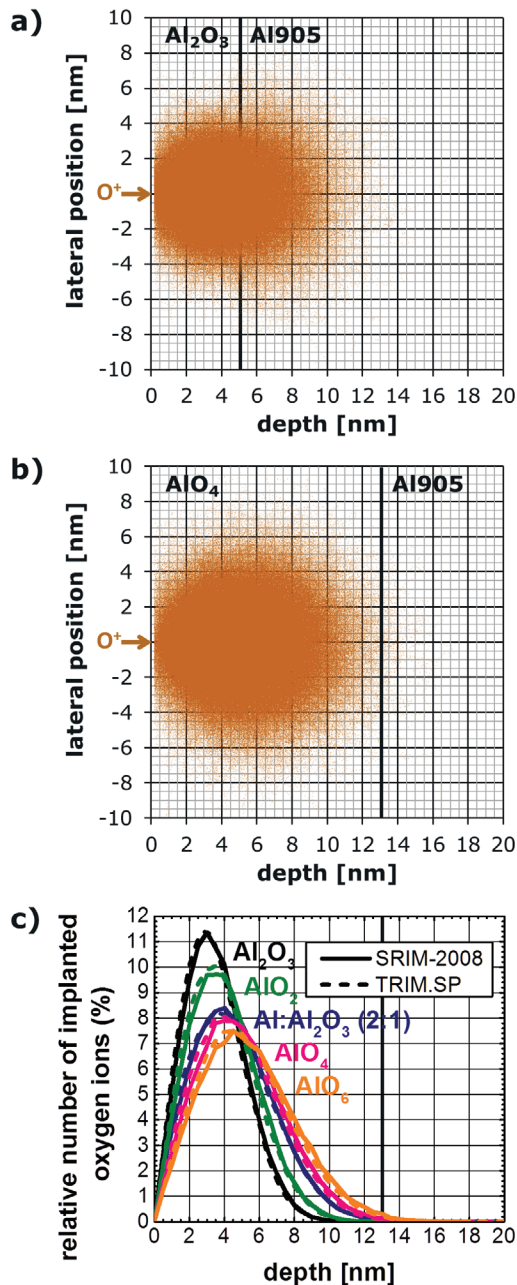 a)
Al₂O₃ Al905
10
8
6
4
2
0
-2
-4
-6
-8
-10
lateral position [nm]
O⁺
0 2 4 6 8 10 12 14 16 18 20
depth [nm]
b)
AlO₄ Al905
10
8
6
4
2
0
-2
-4
-6
-8
-10
lateral position [nm]
O⁺
0 2 4 6 8 10 12 14 16 18 20
depth [nm]
c)
12
11
10
9
8
7
6
5
4
3
2
1
0
relative number of implanted
oxygen ions (%)
Al₂O₃
AlO₂
Al:Al₂O₃ (2:1)
AlO₄
AlO₆
SRIM-2008
TRIM.SP
0 2 4 6 8 10 12 14 16 18 20
depth [nm]